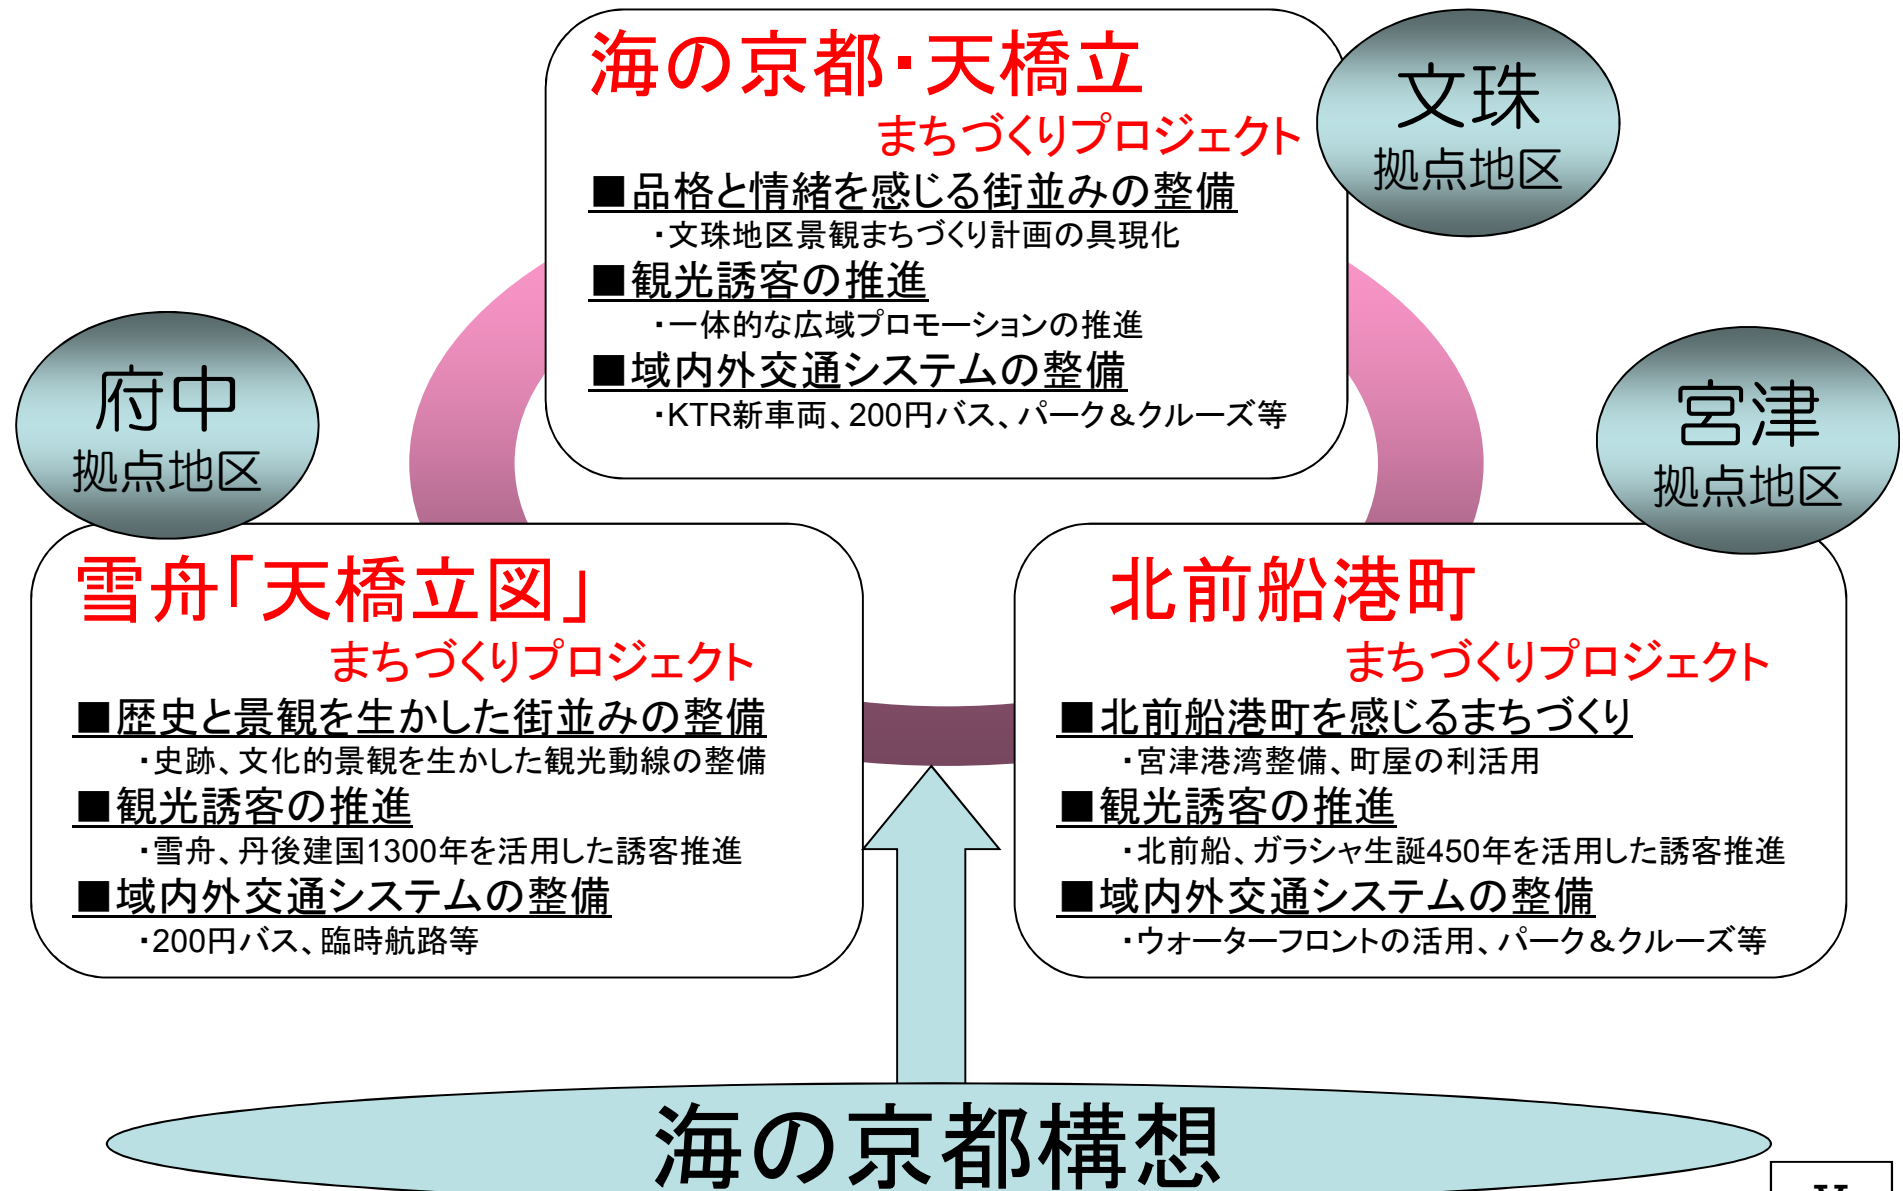 海の京都・天橋立
まちづくりプロジェクト
■品格と情緒を感じる街並みの整備
・文珠地区景観まちづくり計画の具現化
■観光誘客の推進
・一体的な広域プロモーションの推進
■域内外交通システムの整備
・KTR新車両、200円バス、パーク＆クルーズ等
文珠
拠点地区
府中
拠点地区
宮津
拠点地区
雪舟「天橋立図」
まちづくりプロジェクト
■歴史と景観を生かした街並みの整備
・史跡、文化的景観を生かした観光動線の整備
■観光誘客の推進
・雪舟、丹後建国1300年を活用した誘客推進
■域内外交通システムの整備
・200円バス、臨時航路等
北前船港町
まちづくりプロジェクト
■北前船港町を感じるまちづくり
・宮津港湾整備、町屋の利活用
■観光誘客の推進
・北前船、ガラシャ生誕450年を活用した誘客推進
■域内外交通システムの整備
・ウォーターフロントの活用、パーク＆クルーズ等
海の京都構想